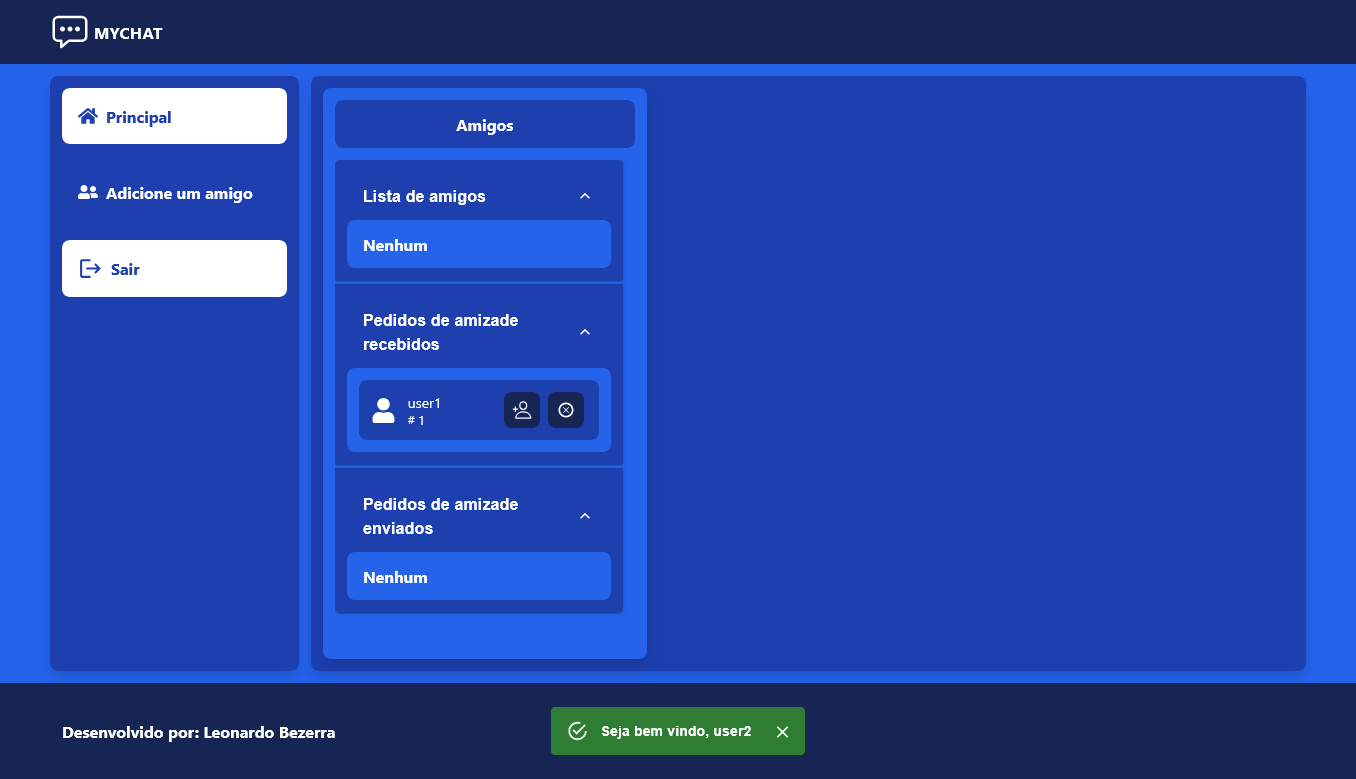 MYCHAT
Principal
Adicione um amigo
Sair
Amigos
Lista de amigos
Nenhum
Pedidos de amizade
recebidos
user1
# 1
Pedidos de amizade
enviados
Nenhum
Desenvolvido por: Leonardo Bezerra
Seja bem vindo, user2